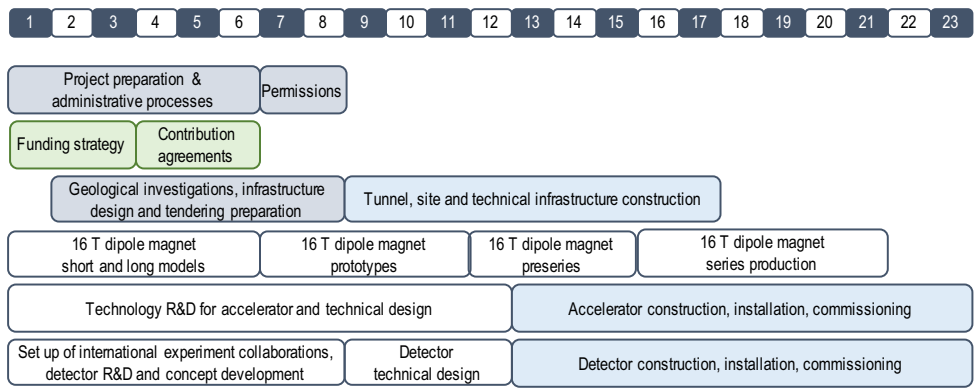 1 2 3 4 5 6 7 8 9 10 11 12 13 14 15 16 17 18 19 20 21 22 23
Project preparation &
administrative processes
Permissions
Funding strategy
Contribution
agreements
Geological investigations, infrastructure
design and tendering preparation
Tunnel, site and technical infrastructure construction
16 T dipole magnet
short and long models
16 T dipole magnet
prototypes
16 T dipole magnet
preseries
16 T dipole magnet
series production
Technology R&D for accelerator and technical design
Accelerator construction, installation, commissioning
Set up of international experiment collaborations,
detector R&D and concept development
Detector
technical design
Detector construction, installation, commissioning